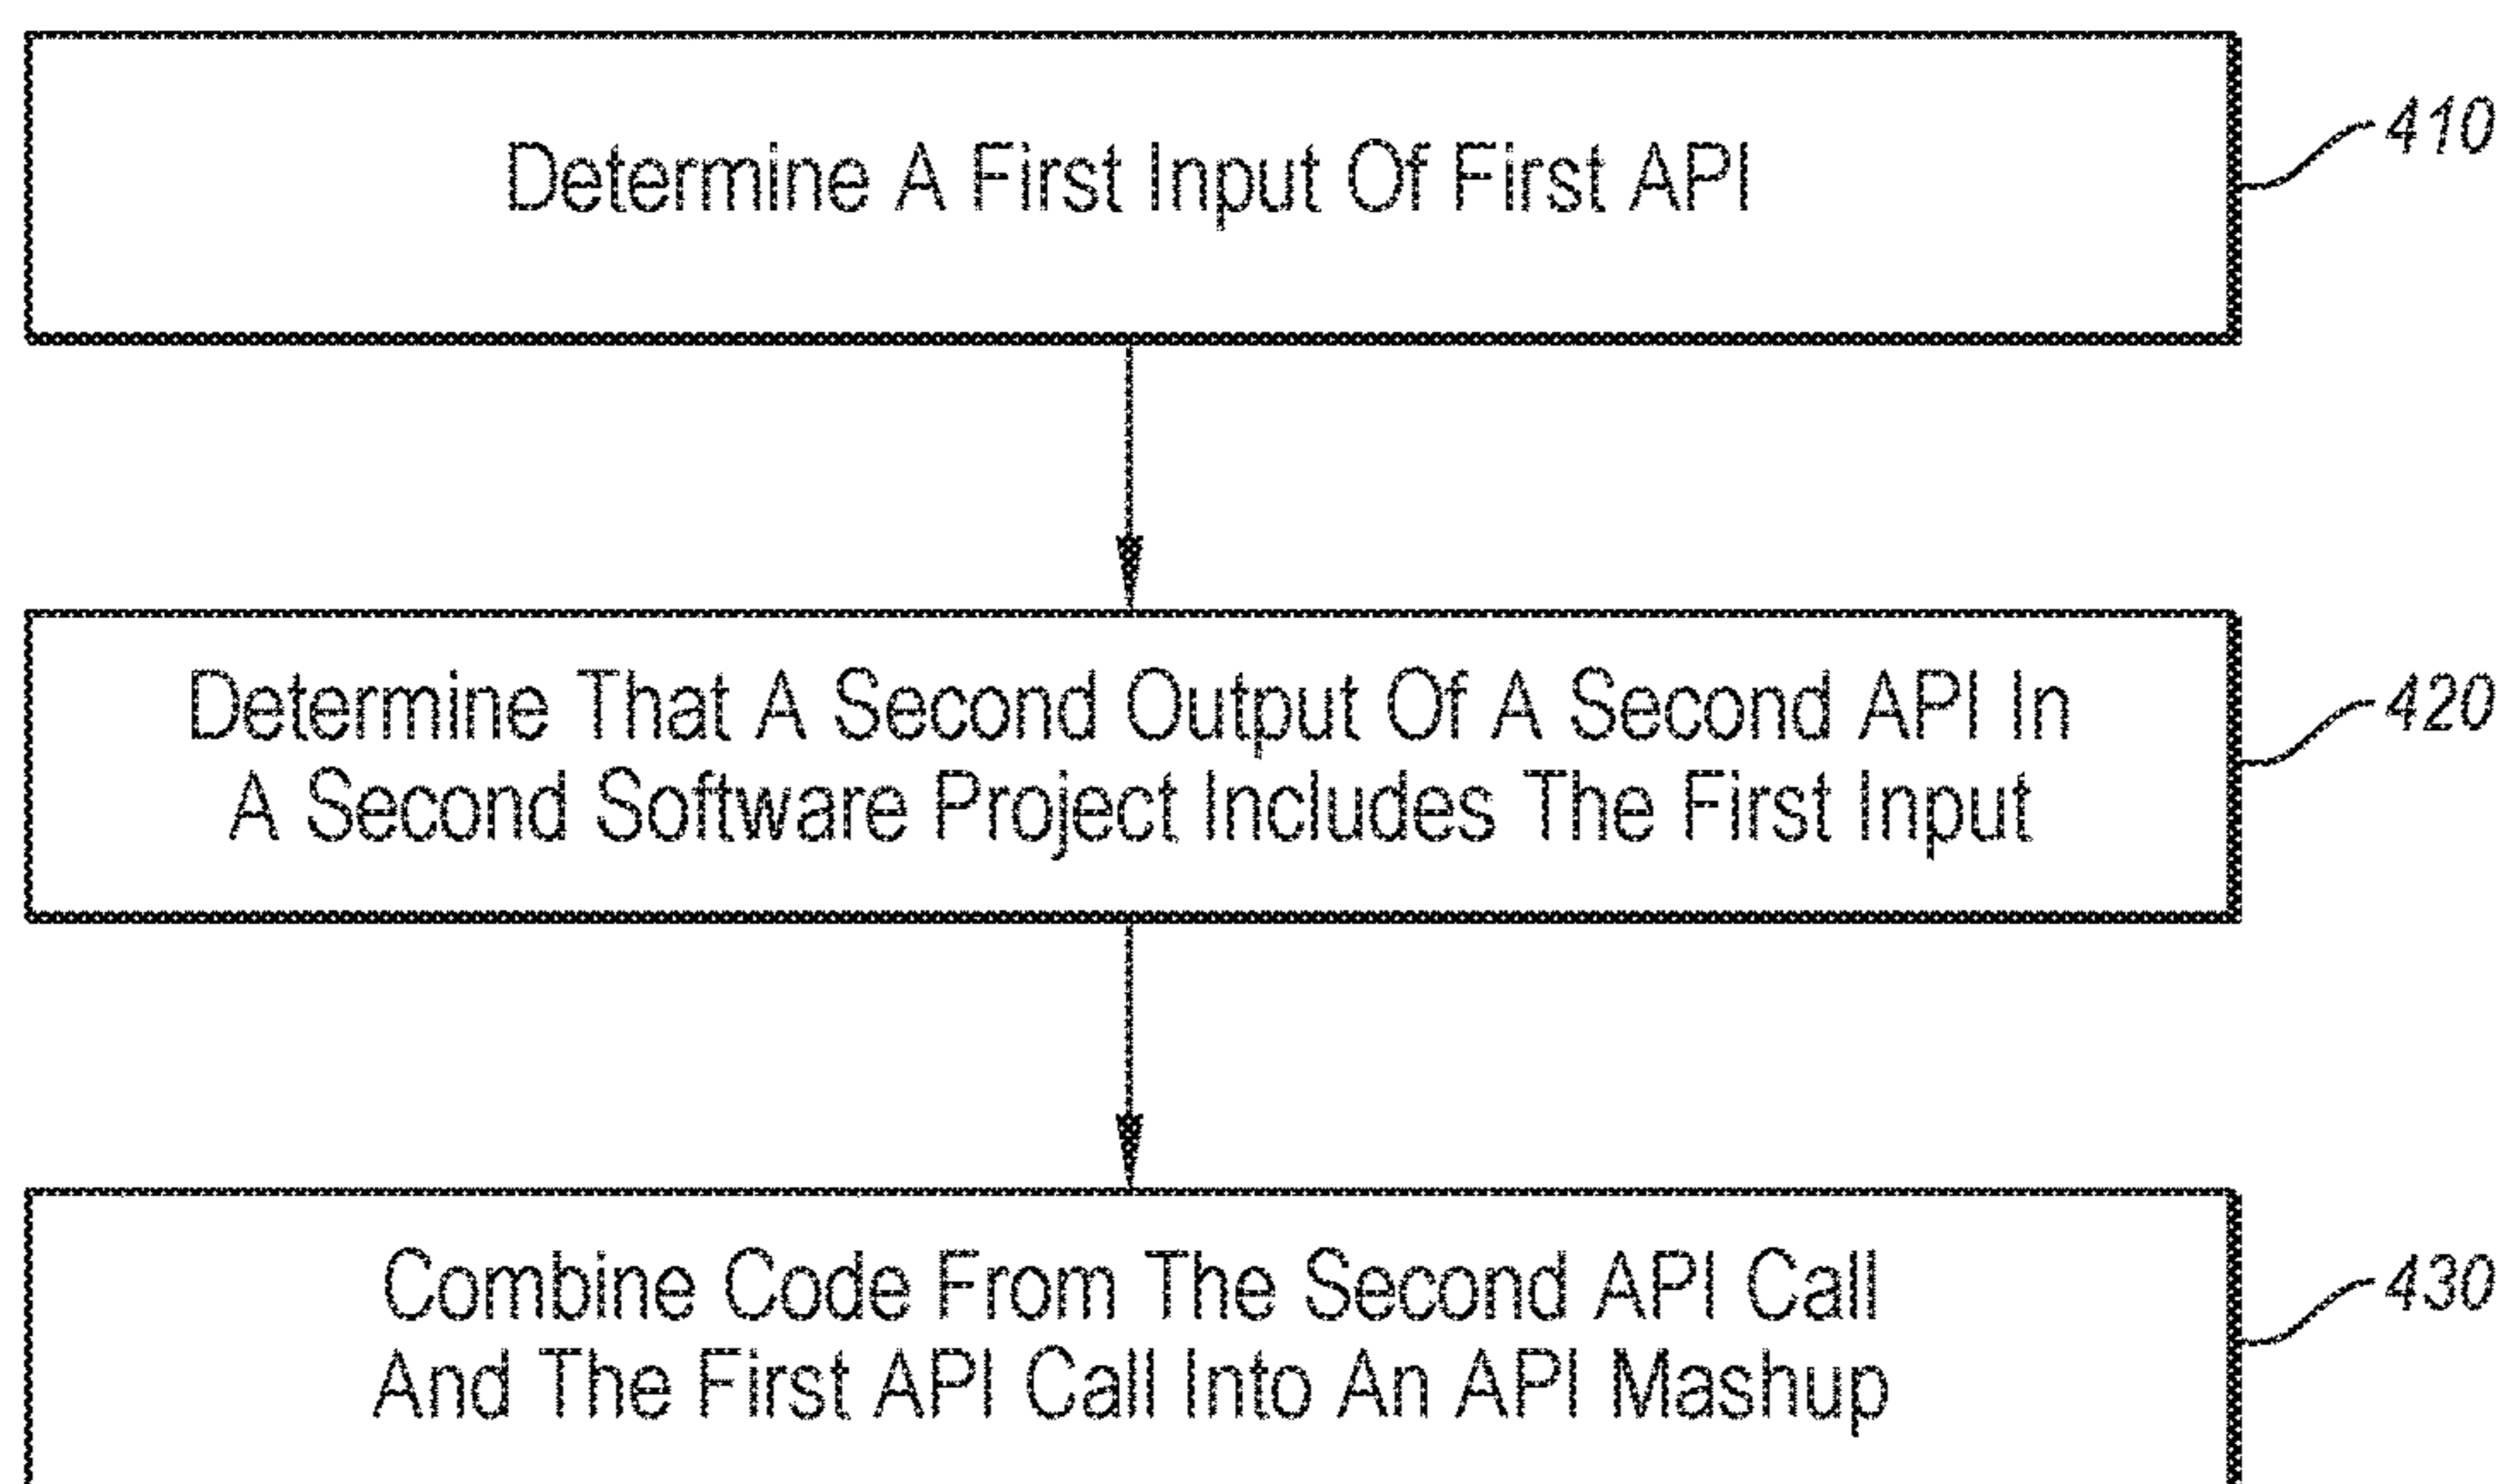 Determine A First Input Of First API
410
Determine That A Second Output Of A Second API In
A Second Software Project Includes The First Input
420
Combine Code From The Second API Call
And The First API Call Into An API Mashup
430